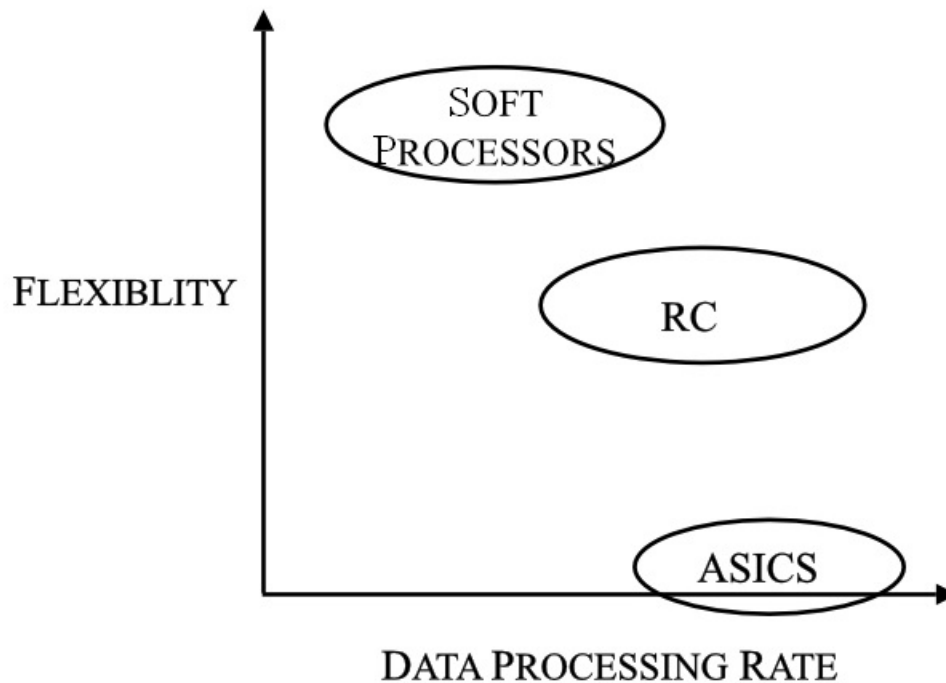 SOFT
PROCESSORS
FLEXIBLITY
RC
ASICS
DATA PROCESSING RATE